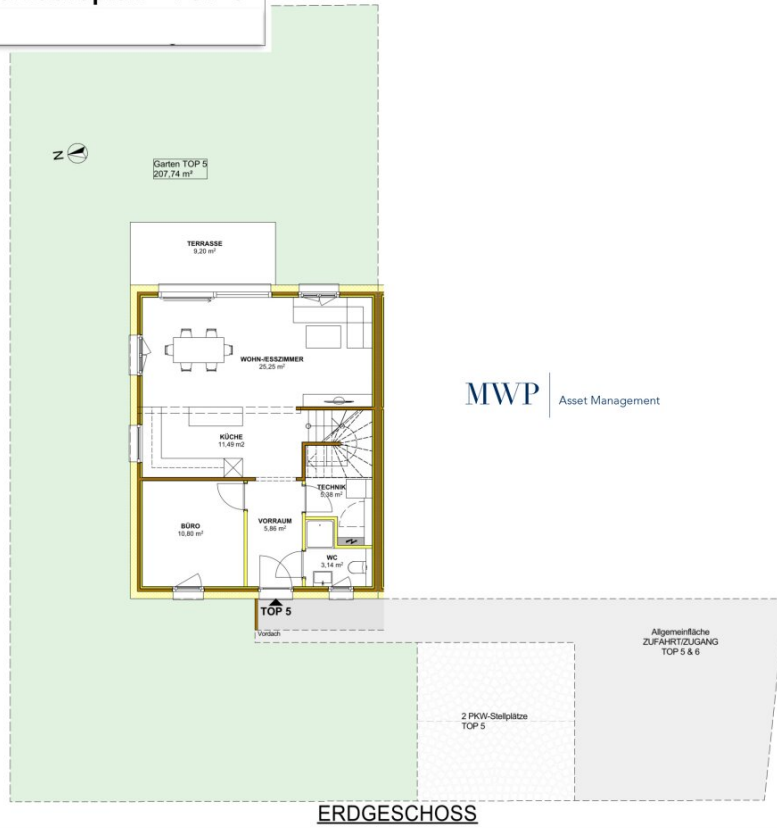 N
Garten TOP 5
207,74 m²
TERRASSE
9,20 m²
WOHN-/ESSZIMMER
25,25 m²
MWP Asset Management
KÜCHE
11,49 m2
TECHNIK
5,38 m²
BÜRO
10,80 m²
VORRAUM
5,86 m²
WC
3,14 m²
TOP 5
Vordach
Allgemeinfläche
ZUFAHRT/ZUGANG
TOP 5 & 6
2 PKW-Stellplätze
TOP 5
ERDGESCHOSS